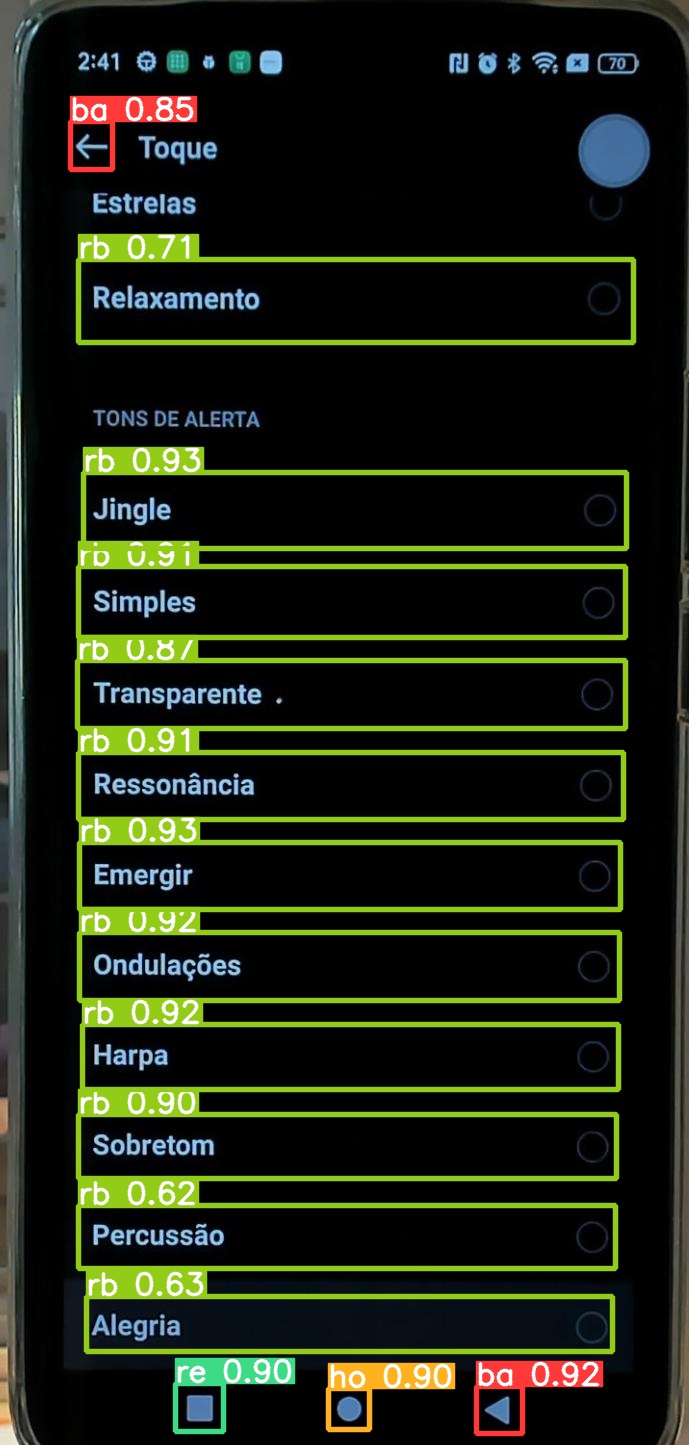 2:41 70
ba 0.85
Toque
Estrelas
rb 0.71
Relaxamento
TONS DE ALERTA
rb 0.93
Jingle
rb 0.91
Simples
rb 0.87
Transparente .
rb 0.91
Ressonância
rb 0.93
Emergir
rb 0.92
Ondulações
rb 0.92
Harpa
rb 0.90
Sobretom
rb 0.62
Percussão
rb 0.63
Alegria
re 0.90 ho 0.90 ba 0.92